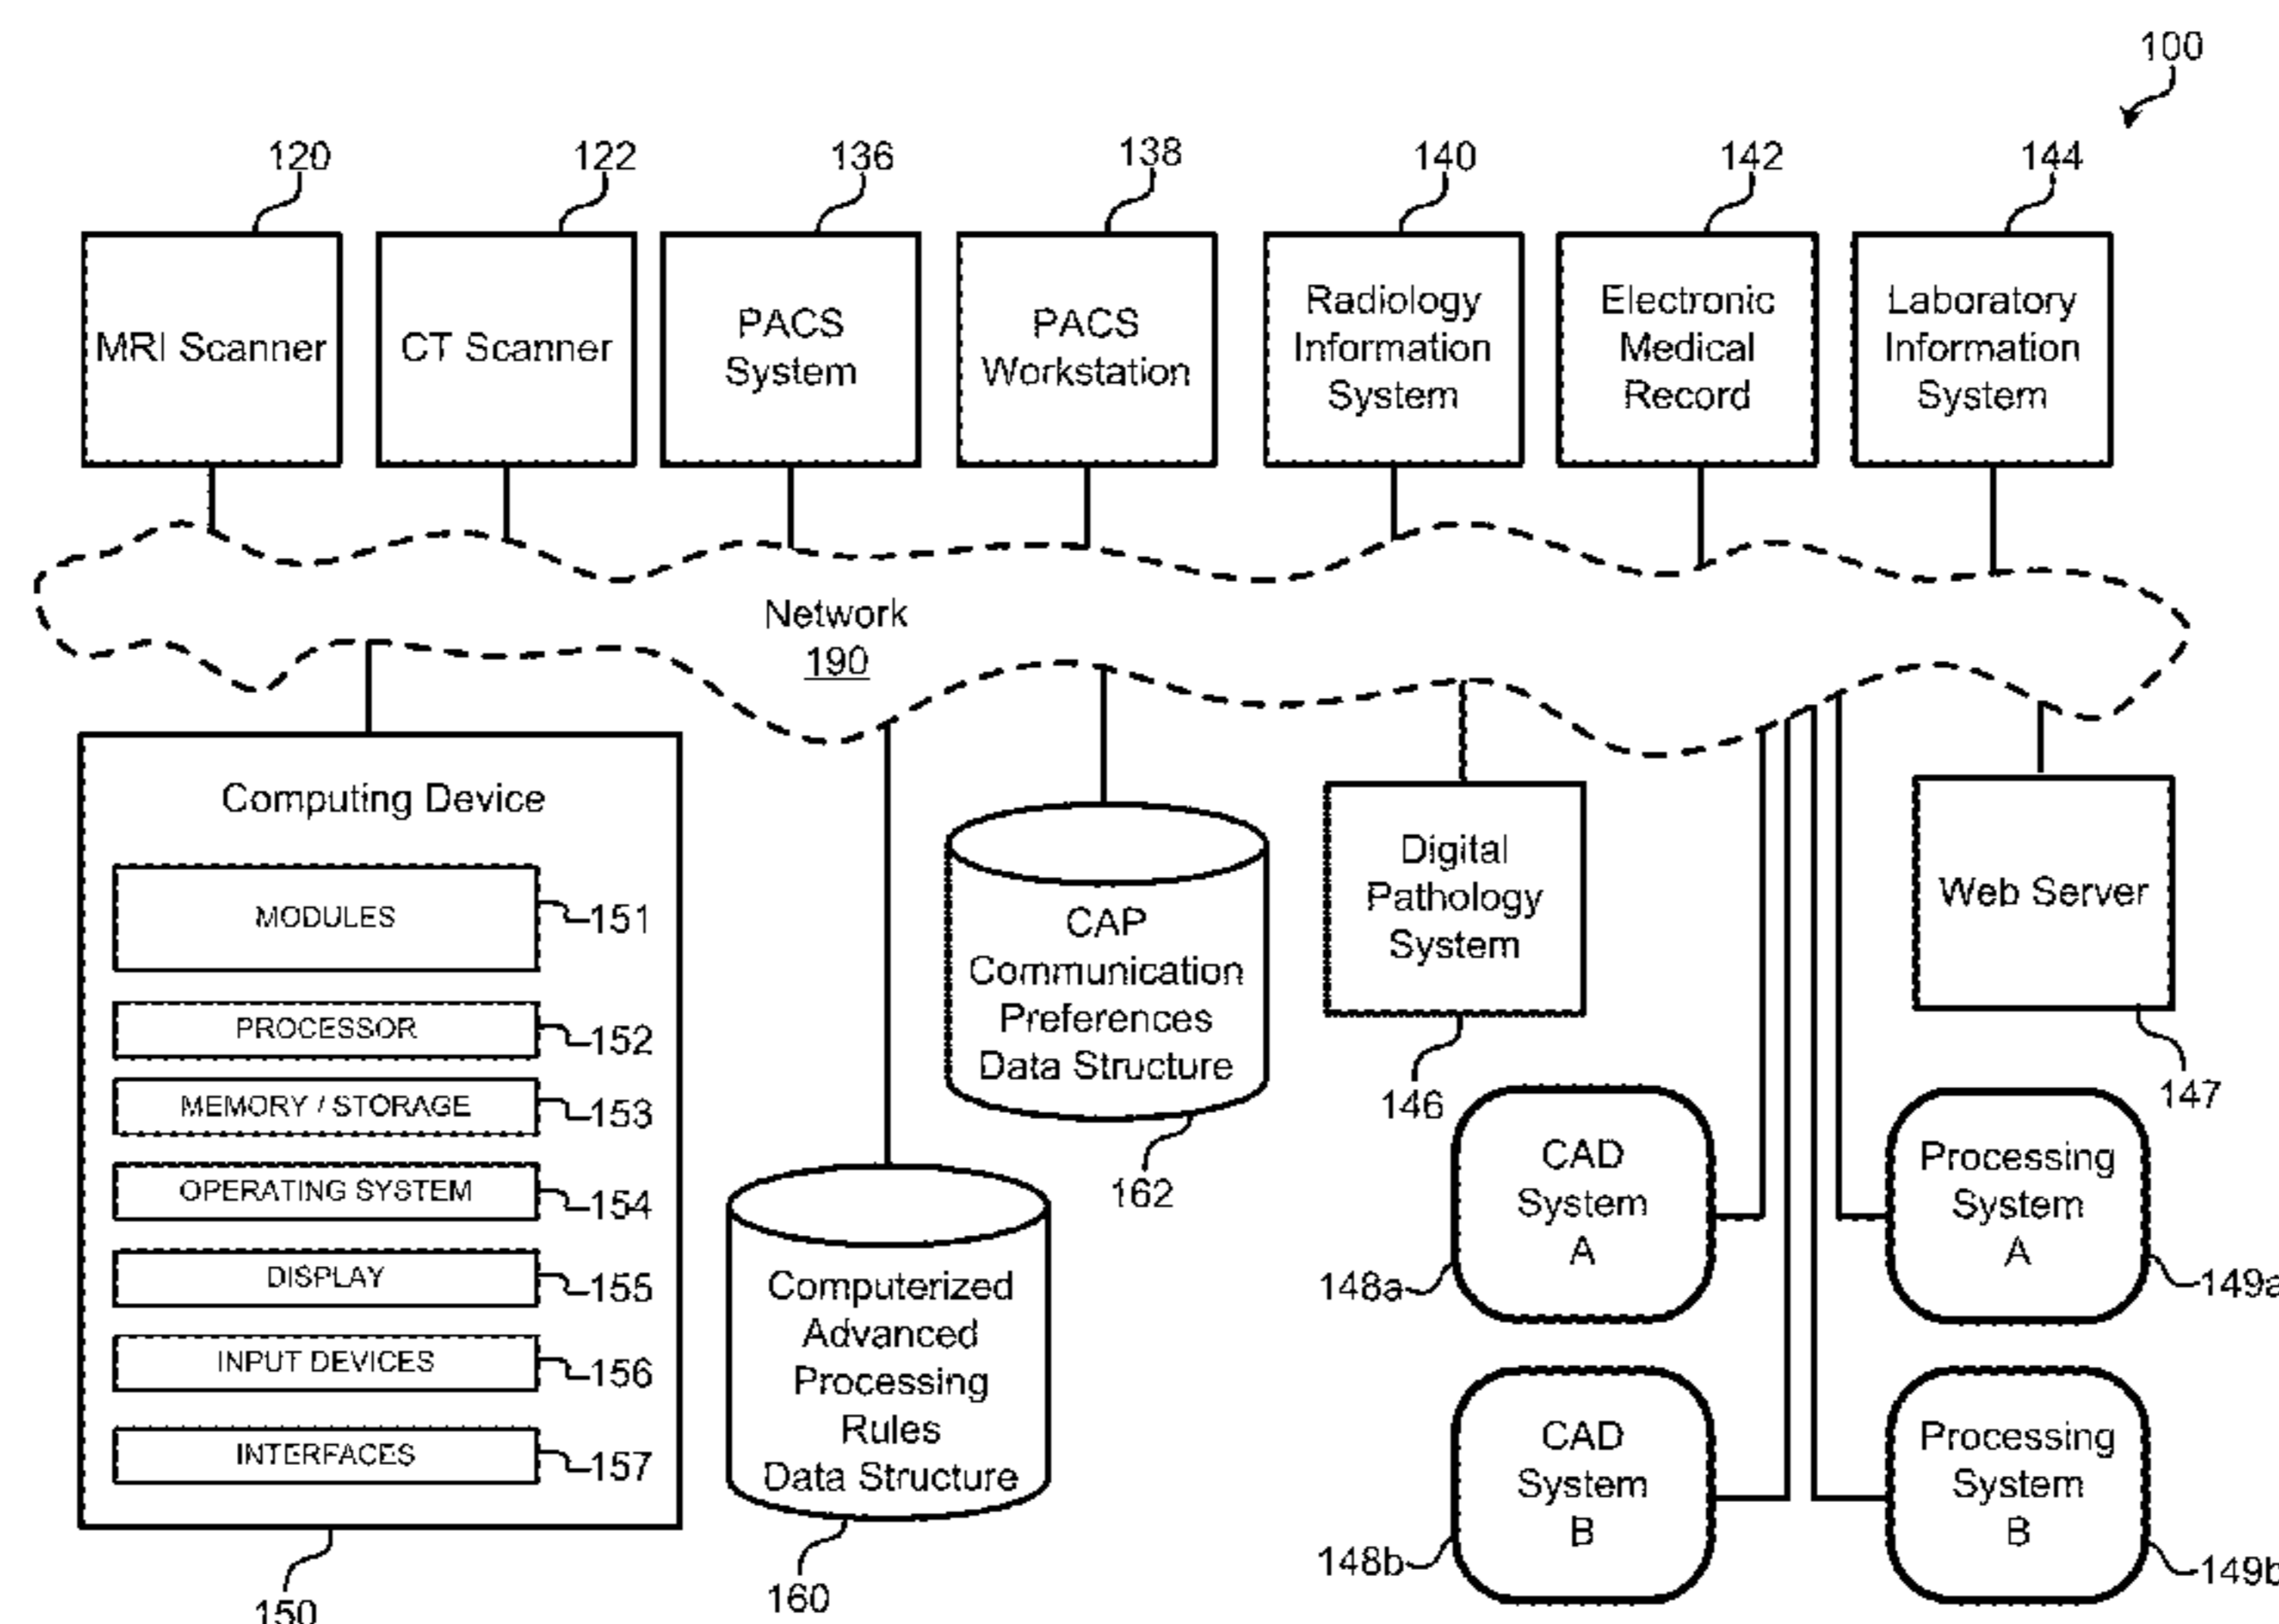 100
120
122
136
138
140
142
144
MRI Scanner
CT Scanner
PACS
System
PACS
Workstation
Radiology
Information
System
Electronic
Medical
Record
Laboratory
Information
System
Network
190
Computing Device
MODULES
151
PROCESSOR
152
MEMORY / STORAGE
153
OPERATING SYSTEM
154
DISPLAY
155
INPUT DEVICES
156
INTERFACES
157
150
Computerized
Advanced
Processing
Rules
Data Structure
160
CAP
Communication
Preferences
Data Structure
162
Digital
Pathology
System
146
Web Server
147
CAD
System
A
148a
Processing
System
A
149a
CAD
System
B
148b
Processing
System
B
149b